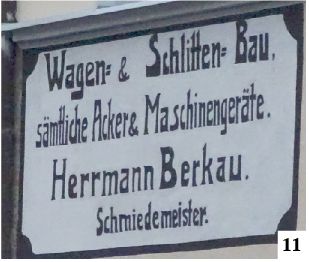 Wagen= & Schlitten= Bau,
sämtliche Acker & Maschinengeräte.
Herrmann Berkau.
Schmiedemeister.
11